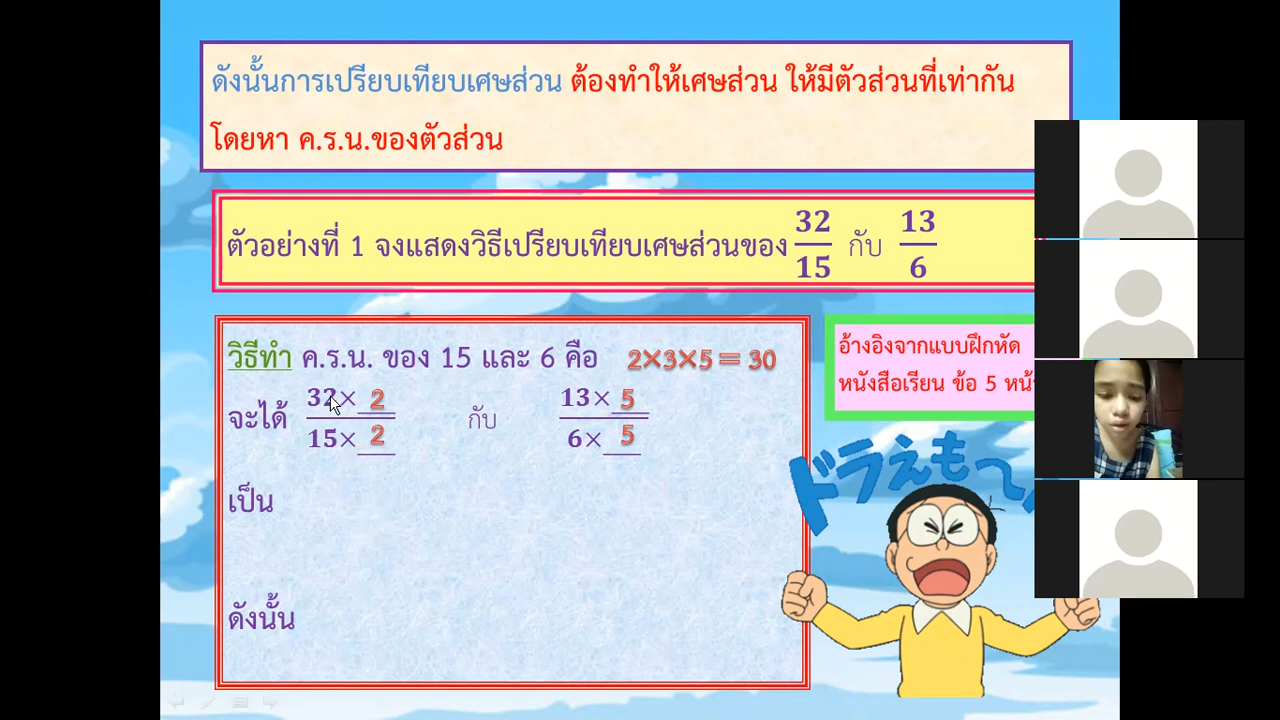 ดังนั้นการเปรียบเทียบเศษส่วน ต้องทำให้เศษส่วน ให้มีตัวส่วนที่เท่ากัน
โดยหา ค.ร.น.ของตัวส่วน
ตัวอย่างที่ 1 จงแสดงวิธีเปรียบเทียบเศษส่วนของ 32/15 กับ 13/6
วิธีทำ ค.ร.น. ของ 15 และ 6 คือ 2×3×5 = 30
จะได้ 32× 2 / 15× 2 กับ 13× 5 / 6× 5
เป็น
ดังนั้น
อ้างอิงจากแบบฝึกหัด
หนังสือเรียน ข้อ 5
ドラえも〜